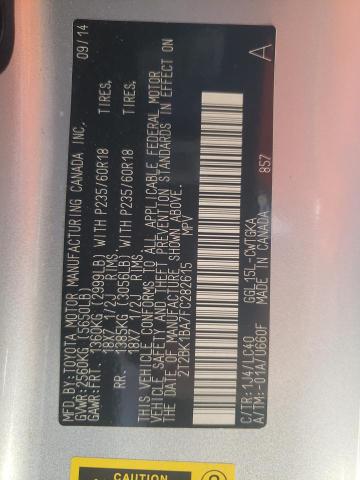 MFD.BY:TOYOTA MOTOR MANUFACTURING CANADA INC. 09/14
GVWR:2560KG (5650LB)
GAWR:FRT. 1360KG (2998LB) WITH P235/60R18 TIRES,
18X7 1/2J RIMS
RR. 1385KG (3053LB) WITH P235/60R18 TIRES,
18X7 1/2J RIMS
THIS VEHICLE CONFORMS TO ALL APPLICABLE FEDERAL MOTOR
VEHICLE SAFETY AND THEFT PREVENTION STANDARDS IN EFFECT ON
THE DATE OF MANUFACTURE SHOWN ABOVE.
2T2BK1BA7FC282615 MPV
A
C/TR:1J4/LC40 GGL15L-CWTGKA
A/TM:-01A/U660F MADE IN CANADA 857
CAUTION